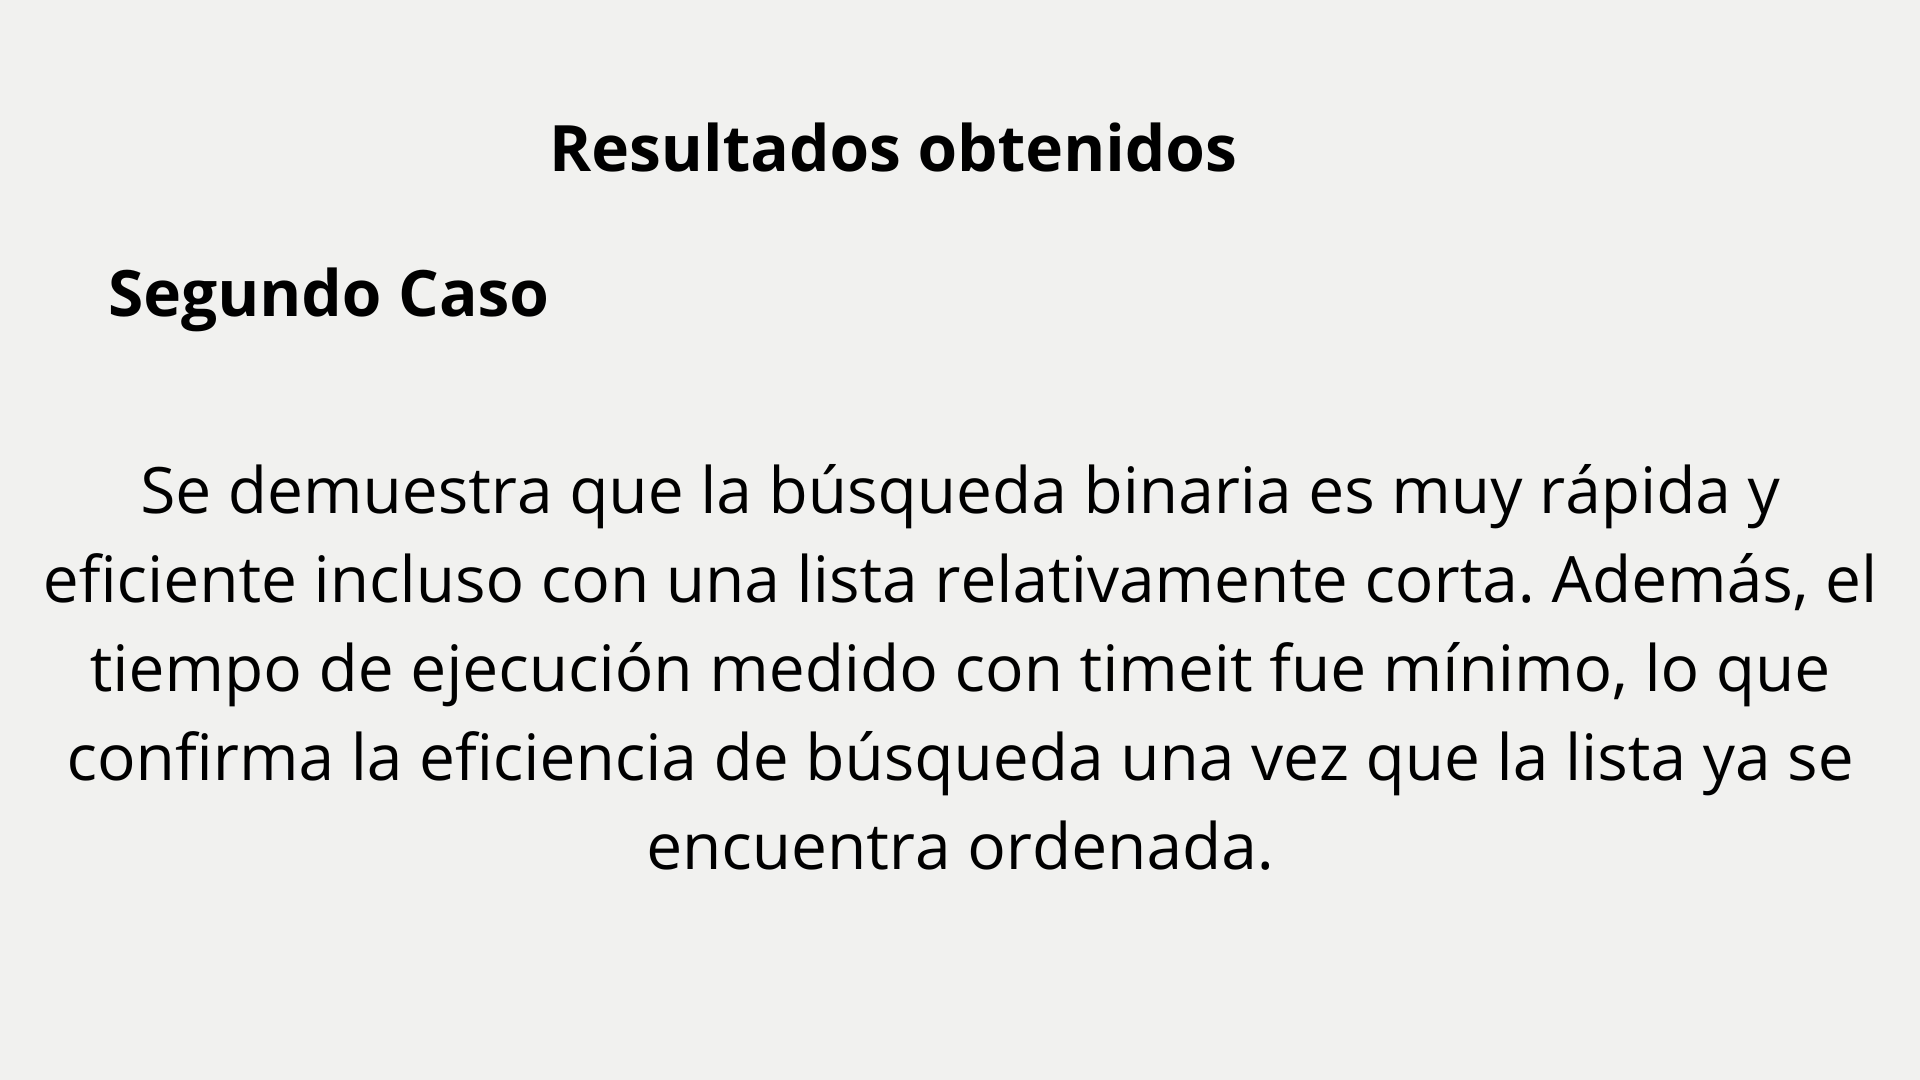 Resultados obtenidos
Segundo Caso
Se demuestra que la búsqueda binaria es muy rápida y
eficiente incluso con una lista relativamente corta. Además, el
tiempo de ejecución medido con timeit fue mínimo, lo que
confirma la eficiencia de búsqueda una vez que la lista ya se
encuentra ordenada.